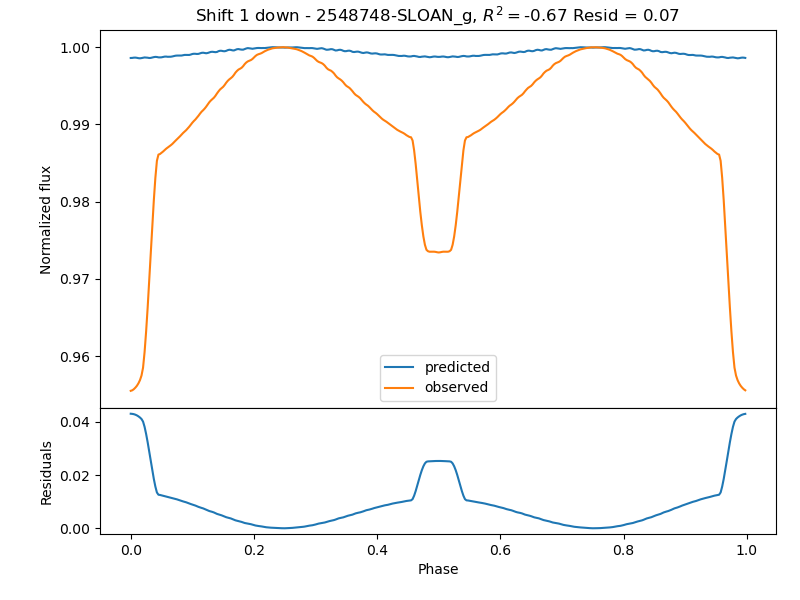 Shift 1 down - 2548748-SLOAN_g, R² = -0.67 Resid = 0.07
1.00
0.99
0.98
0.97
0.96
Normalized flux
predicted
observed
0.04
0.02
0.00
Residuals
0.0 0.2 0.4 0.6 0.8 1.0
Phase